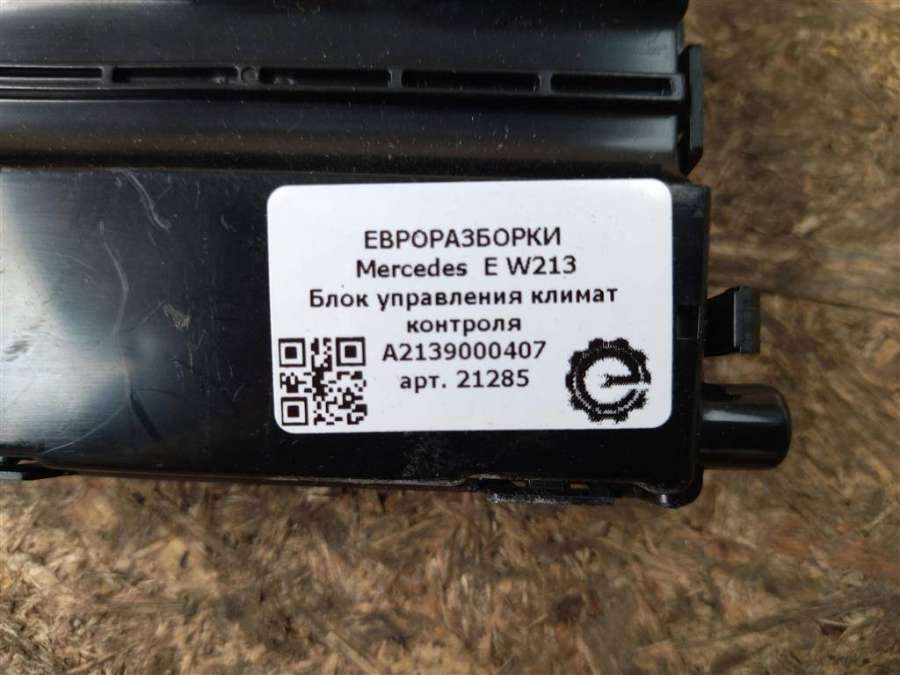 ЕВРОРАЗБОРКИ
Mercedes E W213
Блок управления климат
контроля
A2139000407
арт. 21285